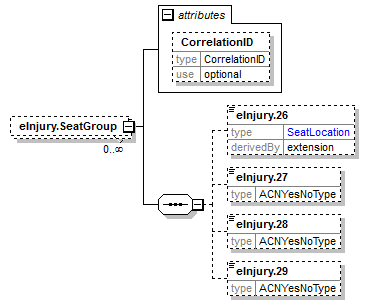 attributes
CorrelationID
type CorrelationID
use optional
eInjury.SeatGroup
0..∞
eInjury.26
type SeatLocation
derivedBy extension
eInjury.27
type ACNYesNoType
eInjury.28
type ACNYesNoType
eInjury.29
type ACNYesNoType